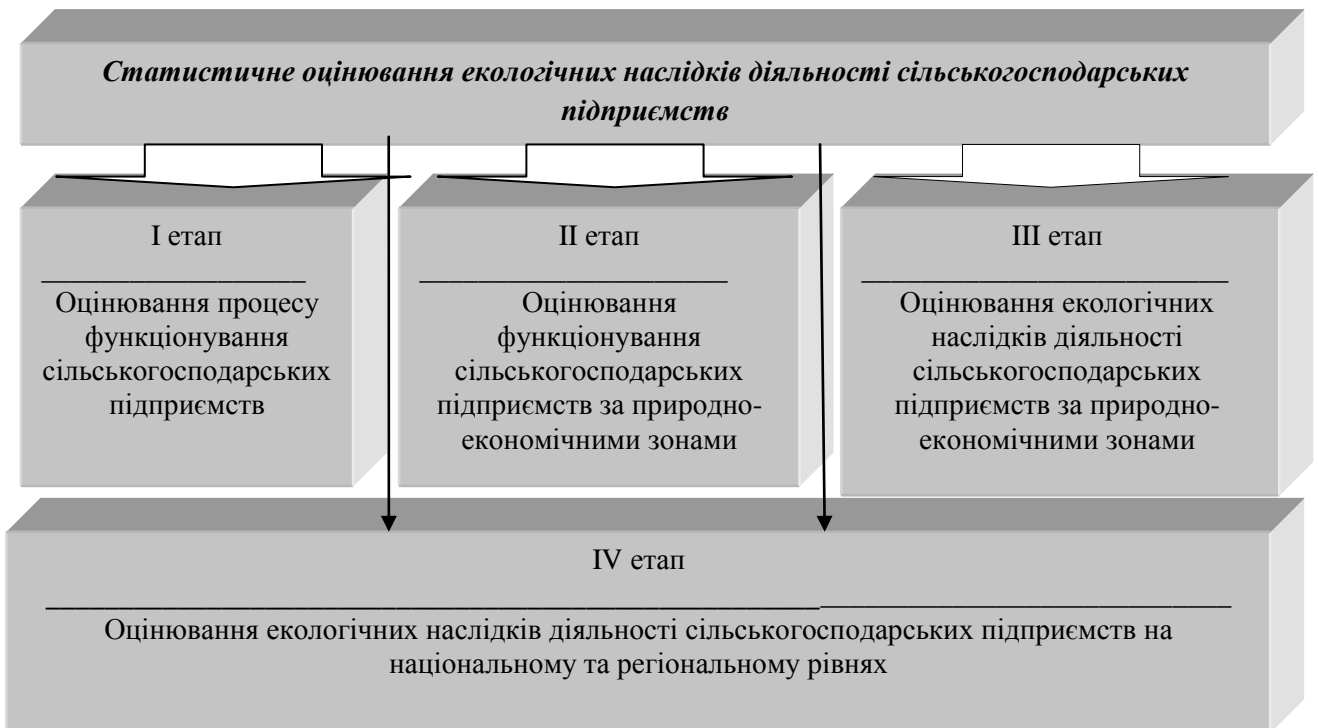 Статистичне оцінювання екологічних наслідків діяльності сільськогосподарських
підприємств
І етап
Оцінювання процесу
функціонування
сільськогосподарських
підприємств
ІІ етап
Оцінювання
функціонування
сільськогосподарських
підприємств за природно-
економічними зонами
ІІІ етап
Оцінювання екологічних
наслідків діяльності
сільськогосподарських
підприємств за природно-
економічними зонами
IV етап
Оцінювання екологічних наслідків діяльності сільськогосподарських підприємств на
національному та регіональному рівнях